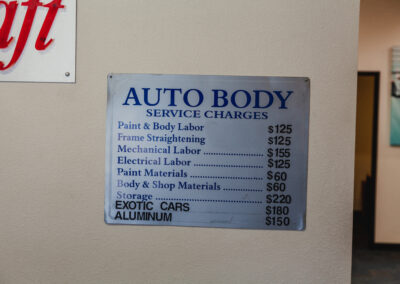 aft
AUTO BODY
SERVICE CHARGES
Paint & Body Labor $125
Frame Straightening $125
Mechanical Labor $155
Electrical Labor $125
Paint Materials $60
Body & Shop Materials $60
Storage $220
EXOTIC CARS $180
ALUMINUM $150